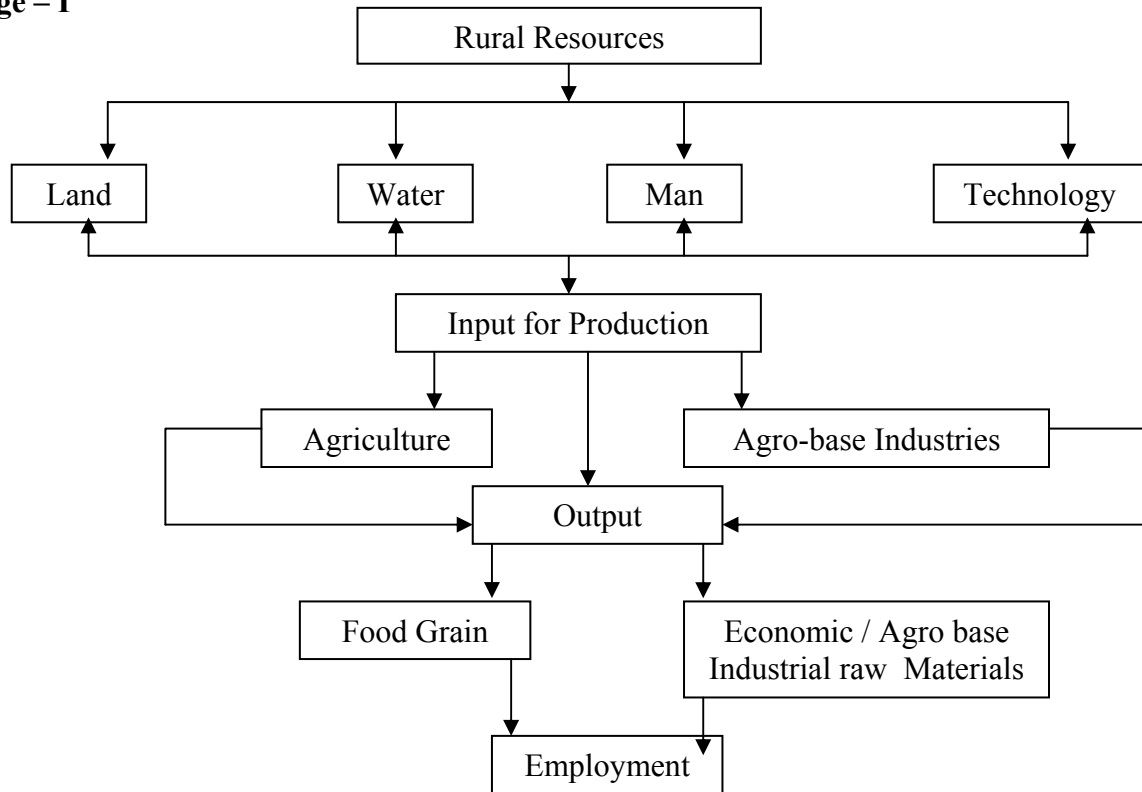 ge – I
Rural Resources
Land
Water
Man
Technology
Input for Production
Agriculture
Agro-base Industries
Output
Food Grain
Economic / Agro base
Industrial raw Materials
Employment